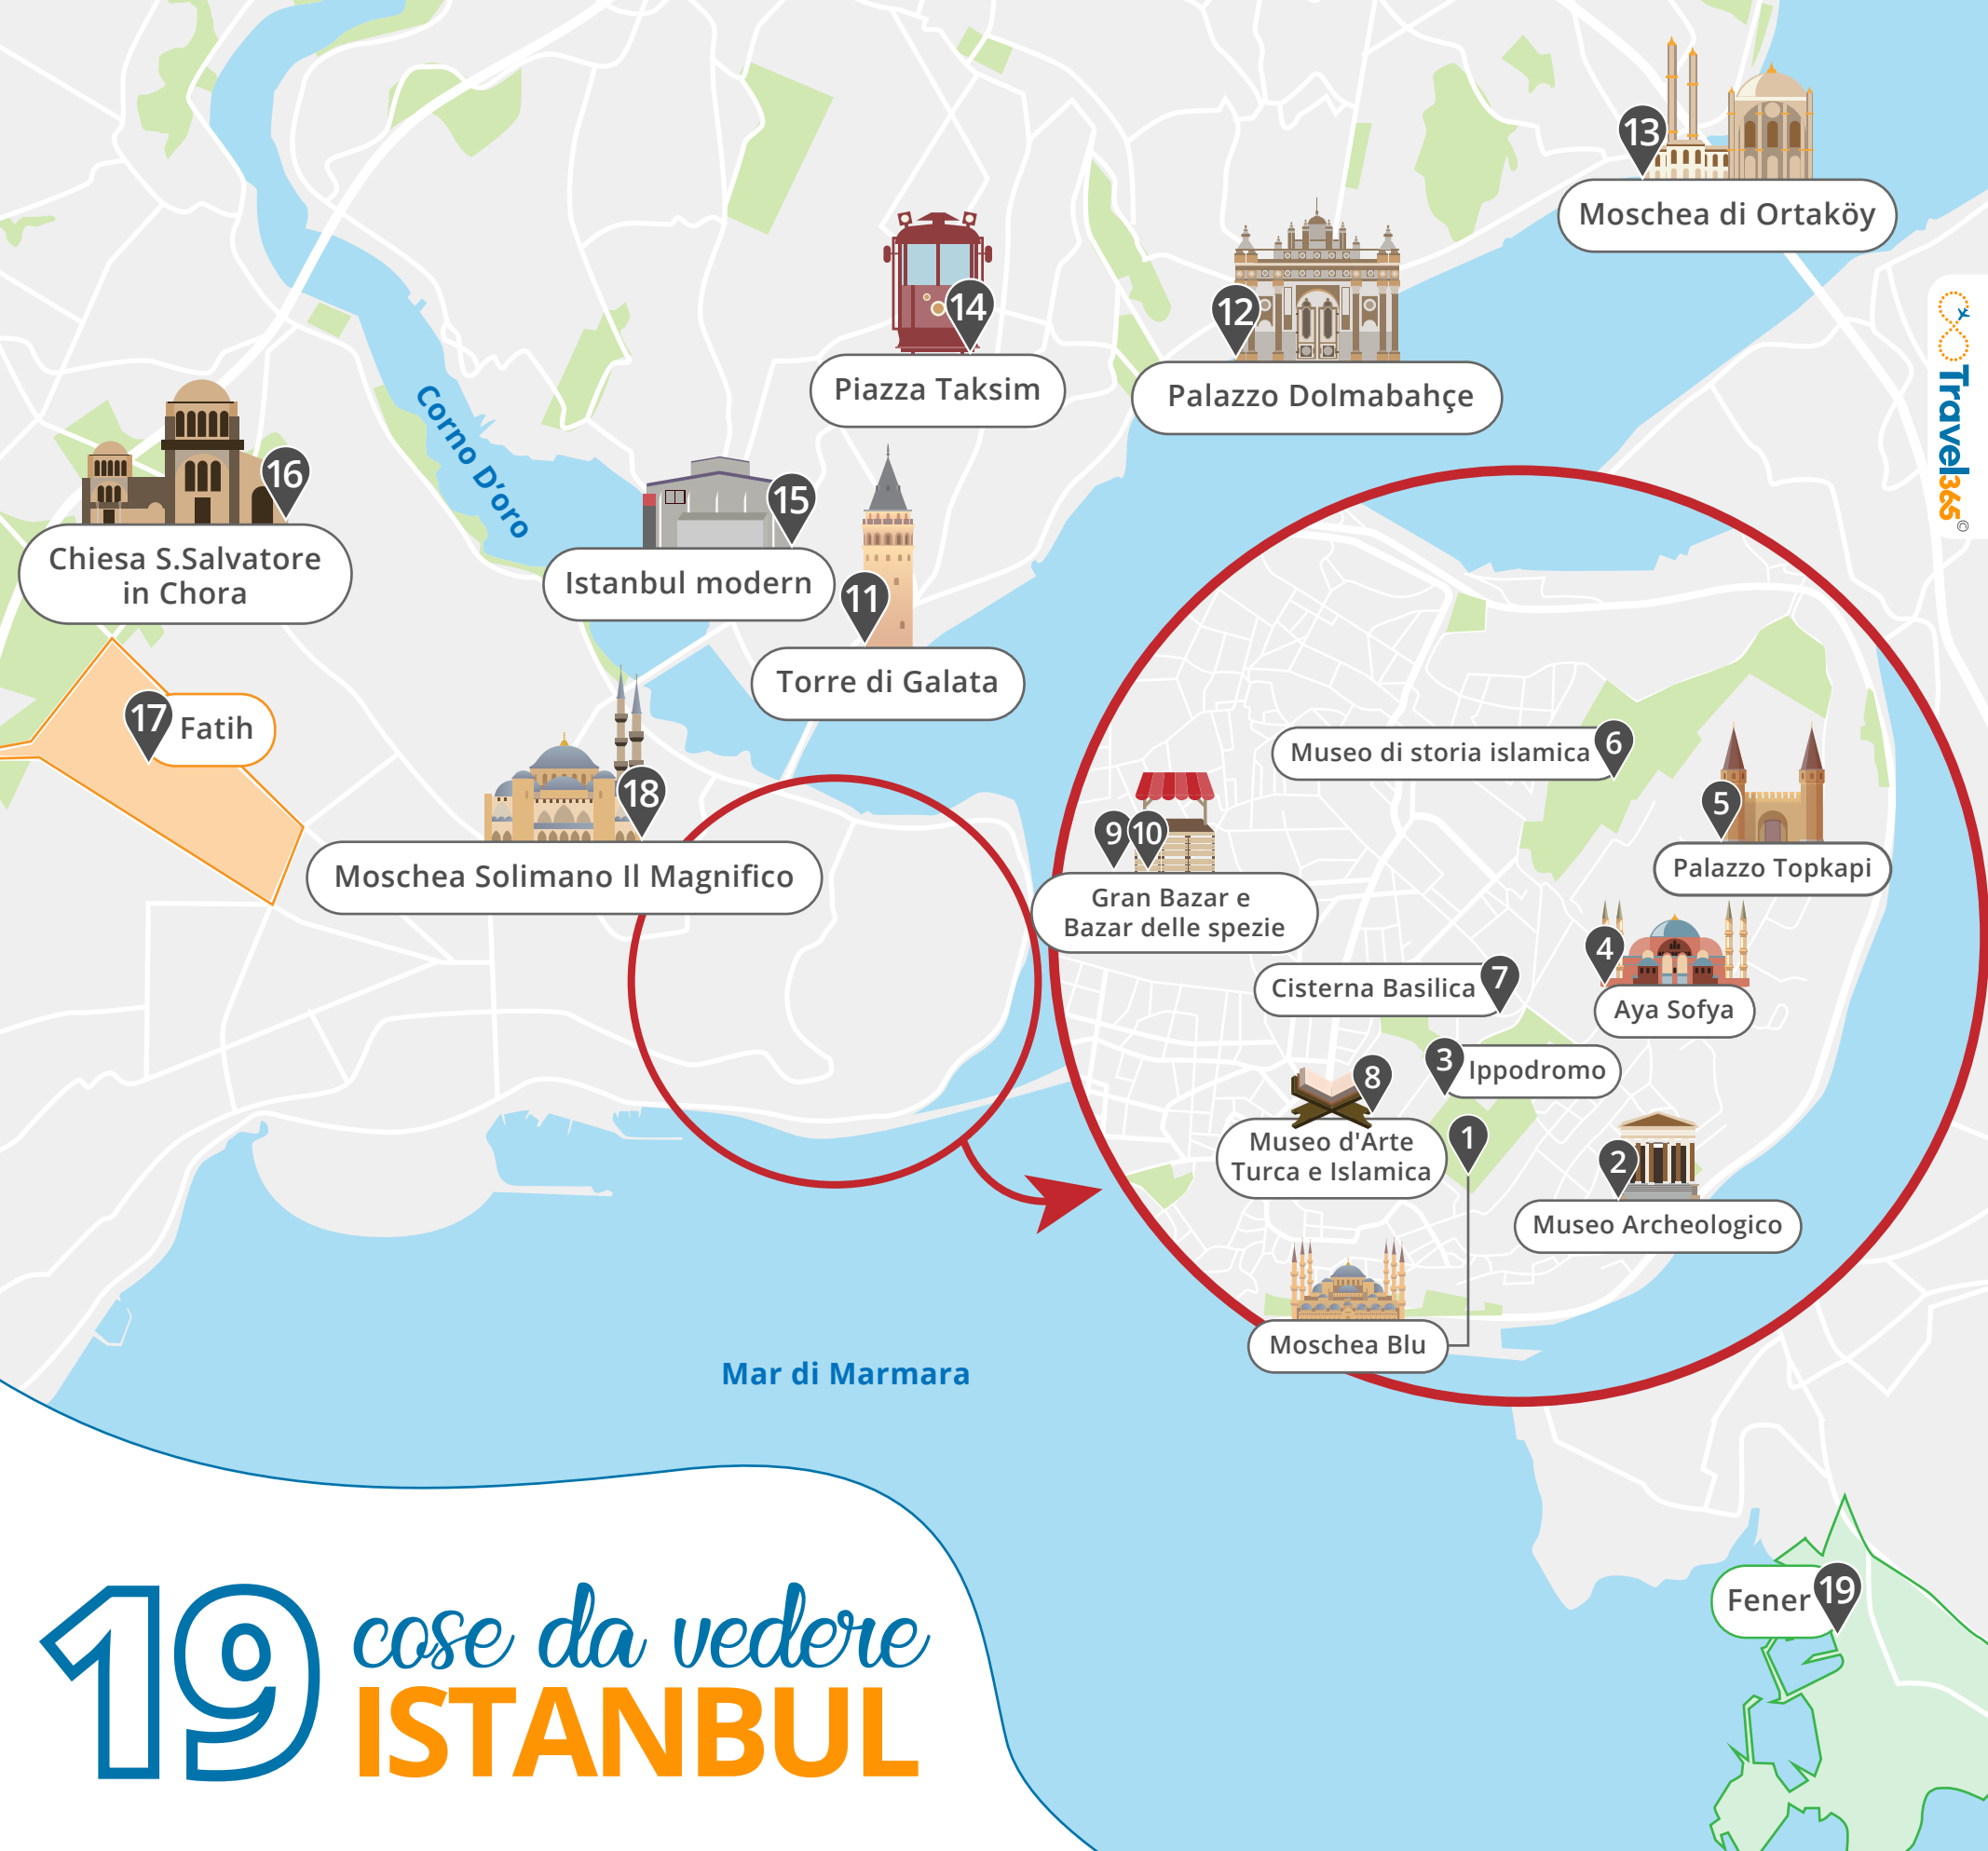 13
Moschea di Ortaköy
14
Piazza Taksim
12
Palazzo Dolmabahçe
Travel365©
Corno D'oro
16
Chiesa S.Salvatore
in Chora
15
Istanbul modern
11
Torre di Galata
17 Fatih
18
Moschea Solimano Il Magnifico
Museo di storia islamica 6
5
Palazzo Topkapi
9 10
Gran Bazar e
Bazar delle spezie
4
Aya Sofya
Cisterna Basilica 7
3 Ippodromo
8
Museo d'Arte
Turca e Islamica
1
2
Museo Archeologico
Moschea Blu
Mar di Marmara
Fener 19
19 cose da vedere
ISTANBUL